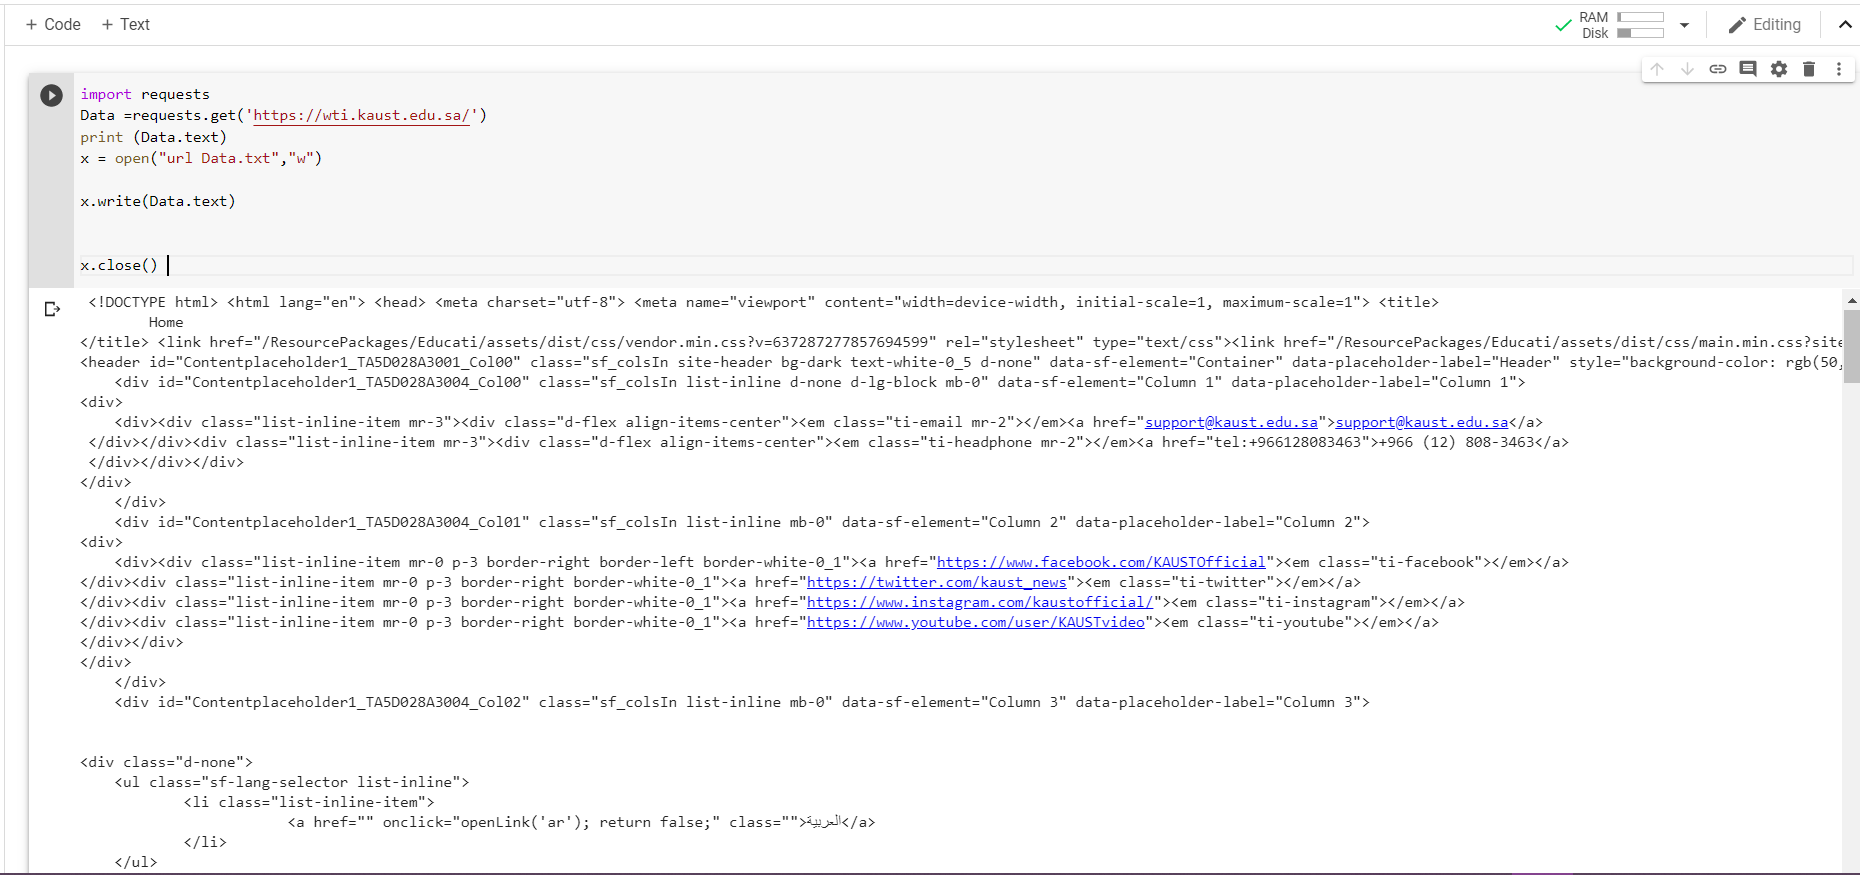 + Code + Text
RAM
Disk
Editing
import requests
Data =requests.get('https://wti.kaust.edu.sa/')
print (Data.text)
x = open("url Data.txt","w")
x.write(Data.text)
x.close()
<!DOCTYPE html> <html lang="en"> <head> <meta charset="utf-8"> <meta name="viewport" content="width=device-width, initial-scale=1, maximum-scale=1"> <title>
Home
</title> <link href="/ResourcePackages/Educati/assets/dist/css/vendor.min.css?v=637287277857694599" rel="stylesheet" type="text/css"><link href="/ResourcePackages/Educati/assets/dist/css/main.min.css?site
<header id="Contentplaceholder1_TA5D028A3001_Col00" class="sf_colsIn site-header bg-dark text-white-0_5 d-none" data-sf-element="Container" data-placeholder-label="Header" style="background-color: rgb(50,
<div id="Contentplaceholder1_TA5D028A3004_Col00" class="sf_colsIn list-inline d-none d-lg-block mb-0" data-sf-element="Column 1" data-placeholder-label="Column 1">
<div>
<div><div class="list-inline-item mr-3"><div class="d-flex align-items-center"><em class="ti-email mr-2"></em><a href="support@kaust.edu.sa">support@kaust.edu.sa</a>
</div></div><div class="list-inline-item mr-3"><div class="d-flex align-items-center"><em class="ti-headphone mr-2"></em><a href="tel:+966128083463">+966 (12) 808-3463</a>
</div></div></div>
</div>
</div>
<div id="Contentplaceholder1_TA5D028A3004_Col01" class="sf_colsIn list-inline mb-0" data-sf-element="Column 2" data-placeholder-label="Column 2">
<div>
<div><div class="list-inline-item mr-0 p-3 border-right border-left border-white-0_1"><a href="https://www.facebook.com/KAUSTOfficial"><em class="ti-facebook"></em></a>
</div><div class="list-inline-item mr-0 p-3 border-right border-white-0_1"><a href="https://twitter.com/kaust_news"><em class="ti-twitter"></em></a>
</div><div class="list-inline-item mr-0 p-3 border-right border-white-0_1"><a href="https://www.instagram.com/kaustofficial/"><em class="ti-instagram"></em></a>
</div><div class="list-inline-item mr-0 p-3 border-right border-white-0_1"><a href="https://www.youtube.com/user/KAUSTvideo"><em class="ti-youtube"></em></a>
</div></div>
</div>
</div>
<div id="Contentplaceholder1_TA5D028A3004_Col02" class="sf_colsIn list-inline mb-0" data-sf-element="Column 3" data-placeholder-label="Column 3">
<div class="d-none">
<ul class="sf-lang-selector list-inline">
<li class="list-inline-item">
<a href="" onclick="openLink('ar'); return false;" class="">العربية</a>
</li>
</ul>